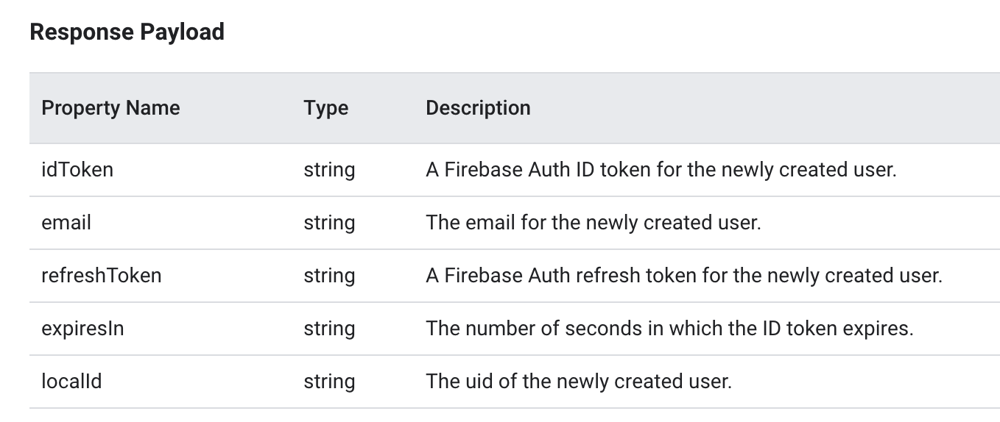 Response Payload
Property Name Type Description
idToken string A Firebase Auth ID token for the newly created user.
email string The email for the newly created user.
refreshToken string A Firebase Auth refresh token for the newly created user.
expiresIn string The number of seconds in which the ID token expires.
localId string The uid of the newly created user.